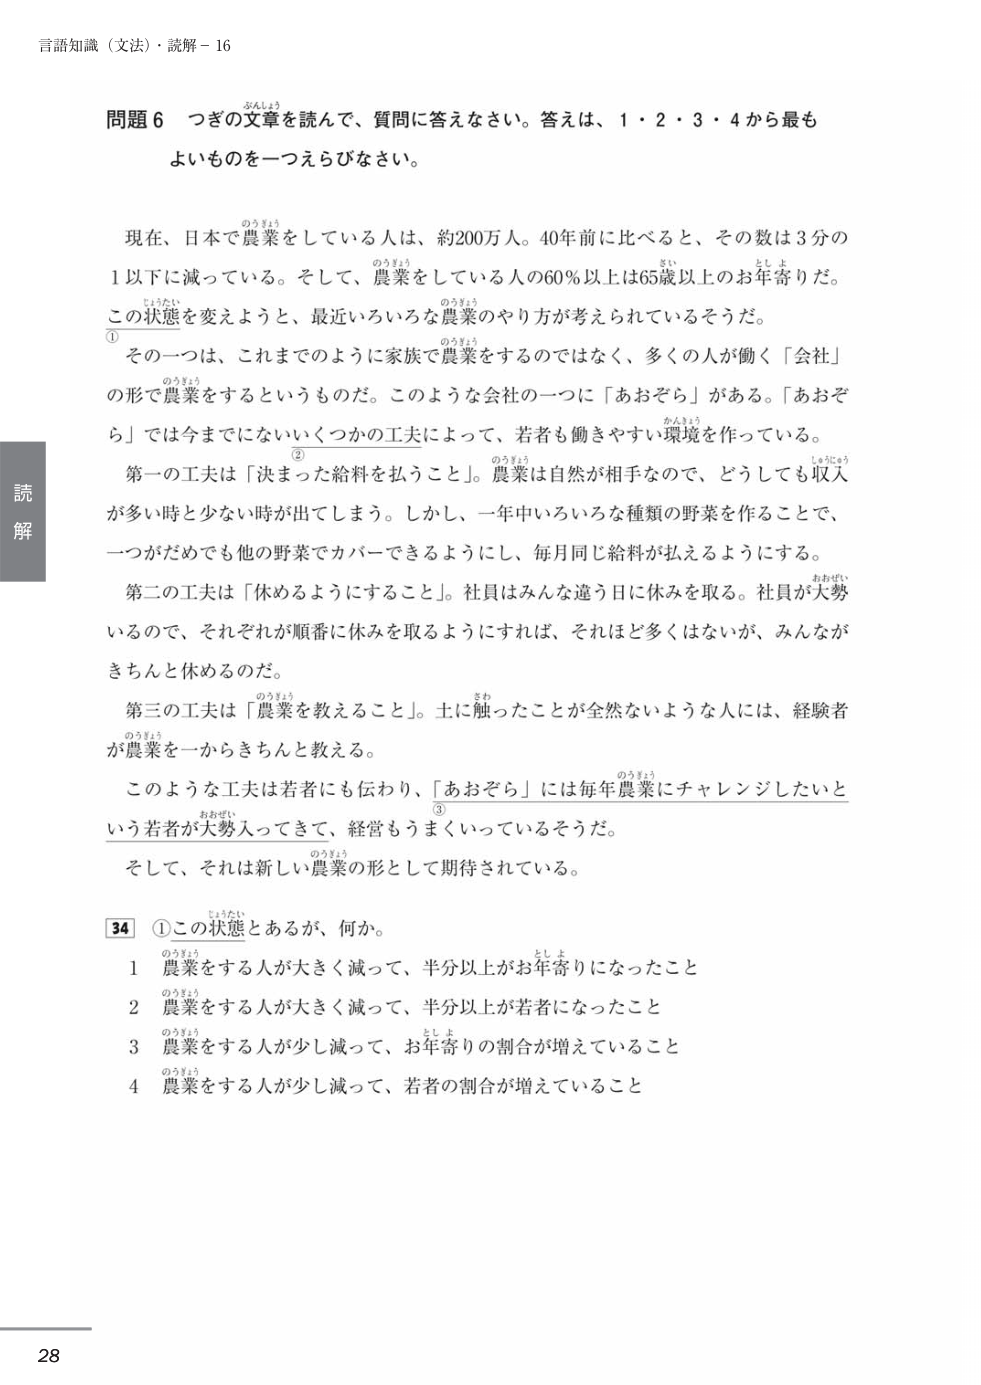 言語知識（文法）・読解－16
問題6　つぎの文章を読んで、質問に答えなさい。答えは、1・2・3・4から最も
よいものを一つえらびなさい。
現在、日本で農業をしている人は、約200万人。40年前に比べると、その数は3分の
1以下に減っている。そして、農業をしている人の60％以上は65歳以上のお年寄りだ。
①この状態を変えようと、最近いろいろな農業のやり方が考えられているそうだ。
その一つは、これまでのように家族で農業をするのではなく、多くの人が働く「会社」
の形で農業をするというものだ。このような会社の一つに「あおぞら」がある。「あおぞ
ら」では今までにない②いくつかの工夫によって、若者も働きやすい環境を作っている。
第一の工夫は「決まった給料を払うこと」。農業は自然が相手なので、どうしても収入
が多い時と少ない時が出てしまう。しかし、一年中いろいろな種類の野菜を作ることで、
一つがだめでも他の野菜でカバーできるようにし、毎月同じ給料が払えるようにする。
第二の工夫は「休めるようにすること」。社員はみんな違う日に休みを取る。社員が大勢
いるので、それぞれが順番に休みを取るようにすれば、それほど多くはないが、みんなが
きちんと休めるのだ。
第三の工夫は「農業を教えること」。土に触ったことが全然ないような人には、経験者
が農業を一からきちんと教える。
このような工夫は若者にも伝わり、③「あおぞら」には毎年農業にチャレンジしたいと
いう若者が大勢入ってきて、経営もうまくいっているそうだ。
そして、それは新しい農業の形として期待されている。
34　①この状態とあるが、何か。
1　農業をする人が大きく減って、半分以上がお年寄りになったこと
2　農業をする人が大きく減って、半分以上が若者になったこと
3　農業をする人が少し減って、お年寄りの割合が増えていること
4　農業をする人が少し減って、若者の割合が増えていること
読解
28